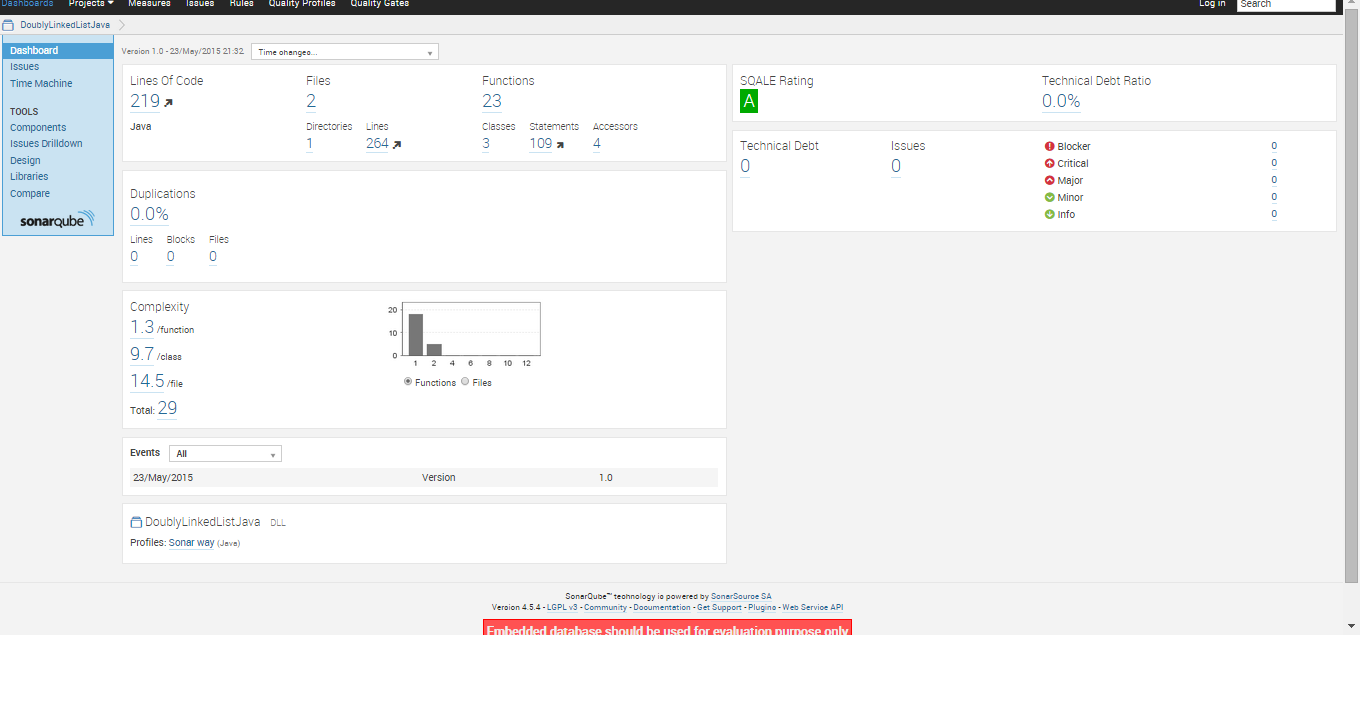 Dashboards Projects Measures Issues Rules Quality Profiles Quality Gates Log in Search
DoublyLinkedListJava
Dashboard
Issues
Time Machine
TOOLS
Components
Issues Drilldown
Design
Libraries
Compare
sonarqube
Version 1.0 - 23/May/2015 21:32. Time changes...
Lines Of Code Files Functions
219 2 23
Java Directories Lines Classes Statements Accessors
1 264 3 109 4
Duplications
0.0%
Lines Blocks Files
0 0 0
Complexity
1.3 /function
9.7 /class
14.5 /file
Total: 29
20
10
0
1 2 4 6 8 10 12
Functions Files
Events All
23/May/2015 Version 1.0
DoublyLinkedListJava DLL
Profiles: Sonar way (Java)
SQALE Rating Technical Debt Ratio
A 0.0%
Technical Debt Issues
0 0
Blocker 0
Critical 0
Major 0
Minor 0
Info 0
SonarQube™ technology is powered by SonarSource SA
Version 4.5.4 - LGPL v3 - Community - Documentation - Get Support - Plugins - Web Service API
Embedded database should be used for evaluation purpose only